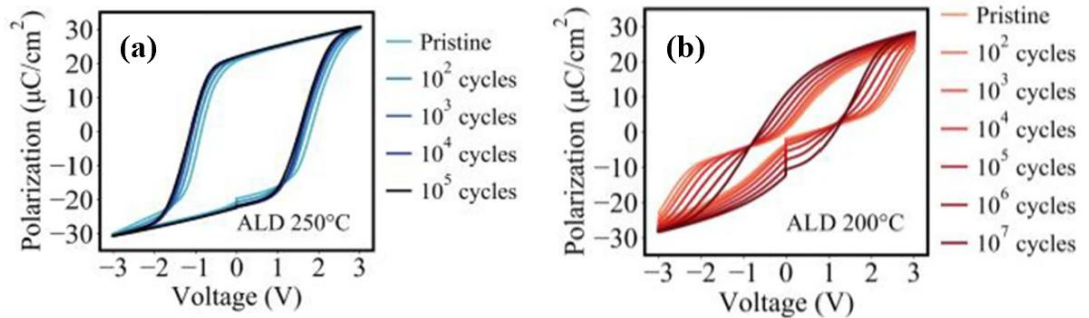 (a)
Polarization (μC/cm²)
30
20
10
0
−10
−20
−30
−3 −2 −1 0 1 2 3
Voltage (V)
ALD 250°C
Pristine
10² cycles
10³ cycles
10⁴ cycles
10⁵ cycles
(b)
Polarization (μC/cm²)
30
20
10
0
−10
−20
−30
−3 −2 −1 0 1 2 3
Voltage (V)
ALD 200°C
Pristine
10² cycles
10³ cycles
10⁴ cycles
10⁵ cycles
10⁶ cycles
10⁷ cycles